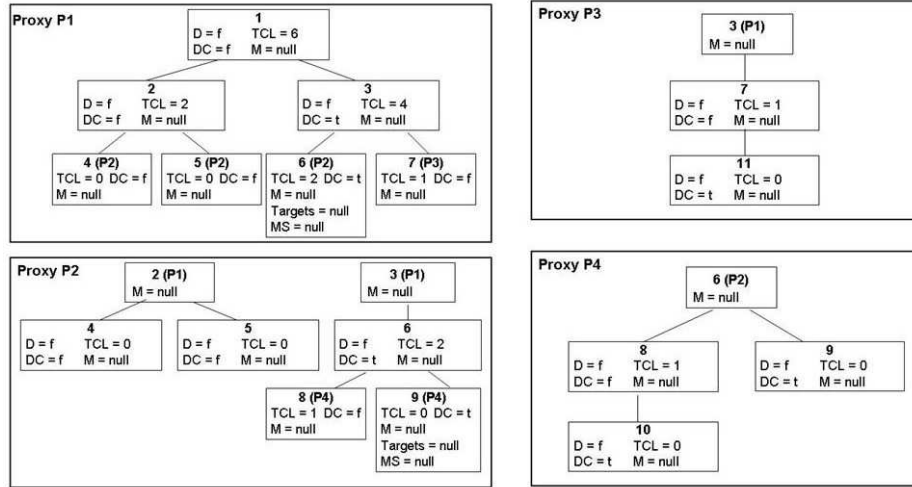 Proxy P1
1
D = f TCL = 6
DC = f M = null
2
D = f TCL = 2
DC = f M = null
3
D = f TCL = 4
DC = t M = null
4 (P2)
TCL = 0 DC = f
M = null
5 (P2)
TCL = 0 DC = f
M = null
6 (P2)
TCL = 2 DC = t
M = null
Targets = null
MS = null
7 (P3)
TCL = 1 DC = f
M = null
Proxy P3
3 (P1)
M = null
7
D = f TCL = 1
DC = f M = null
11
D = f TCL = 0
DC = t M = null
Proxy P2
2 (P1)
M = null
3 (P1)
M = null
4
D = f TCL = 0
DC = f M = null
5
D = f TCL = 0
DC = f M = null
6
D = f TCL = 2
DC = t M = null
8 (P4)
TCL = 1 DC = f
M = null
9 (P4)
TCL = 0 DC = t
M = null
Targets = null
MS = null
Proxy P4
6 (P2)
M = null
8
D = f TCL = 1
DC = f M = null
9
D = f TCL = 0
DC = t M = null
10
D = f TCL = 0
DC = t M = null